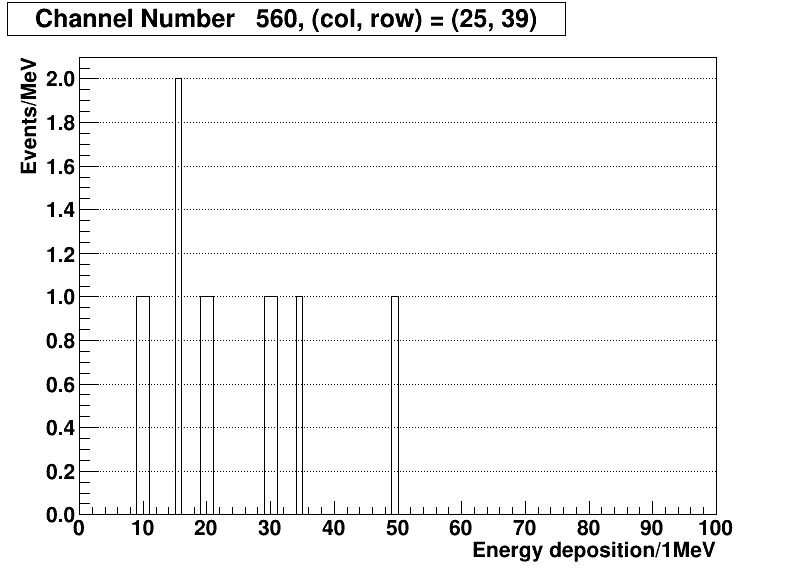 Channel Number 560, (col, row) = (25, 39)
Events/MeV
2.0
1.8
1.6
1.4
1.2
1.0
0.8
0.6
0.4
0.2
0.0
0 10 20 30 40 50 60 70 80 90 100
Energy deposition/1MeV